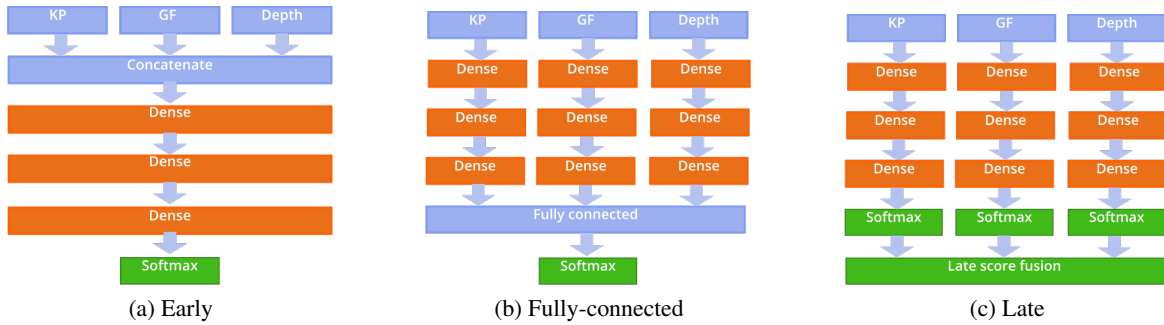 KP GF Depth
Concatenate
Dense
Dense
Dense
Softmax
(a) Early
KP GF Depth
Dense Dense Dense
Dense Dense Dense
Dense Dense Dense
Fully connected
Softmax
(b) Fully-connected
KP GF Depth
Dense Dense Dense
Dense Dense Dense
Dense Dense Dense
Softmax Softmax Softmax
Late score fusion
(c) Late